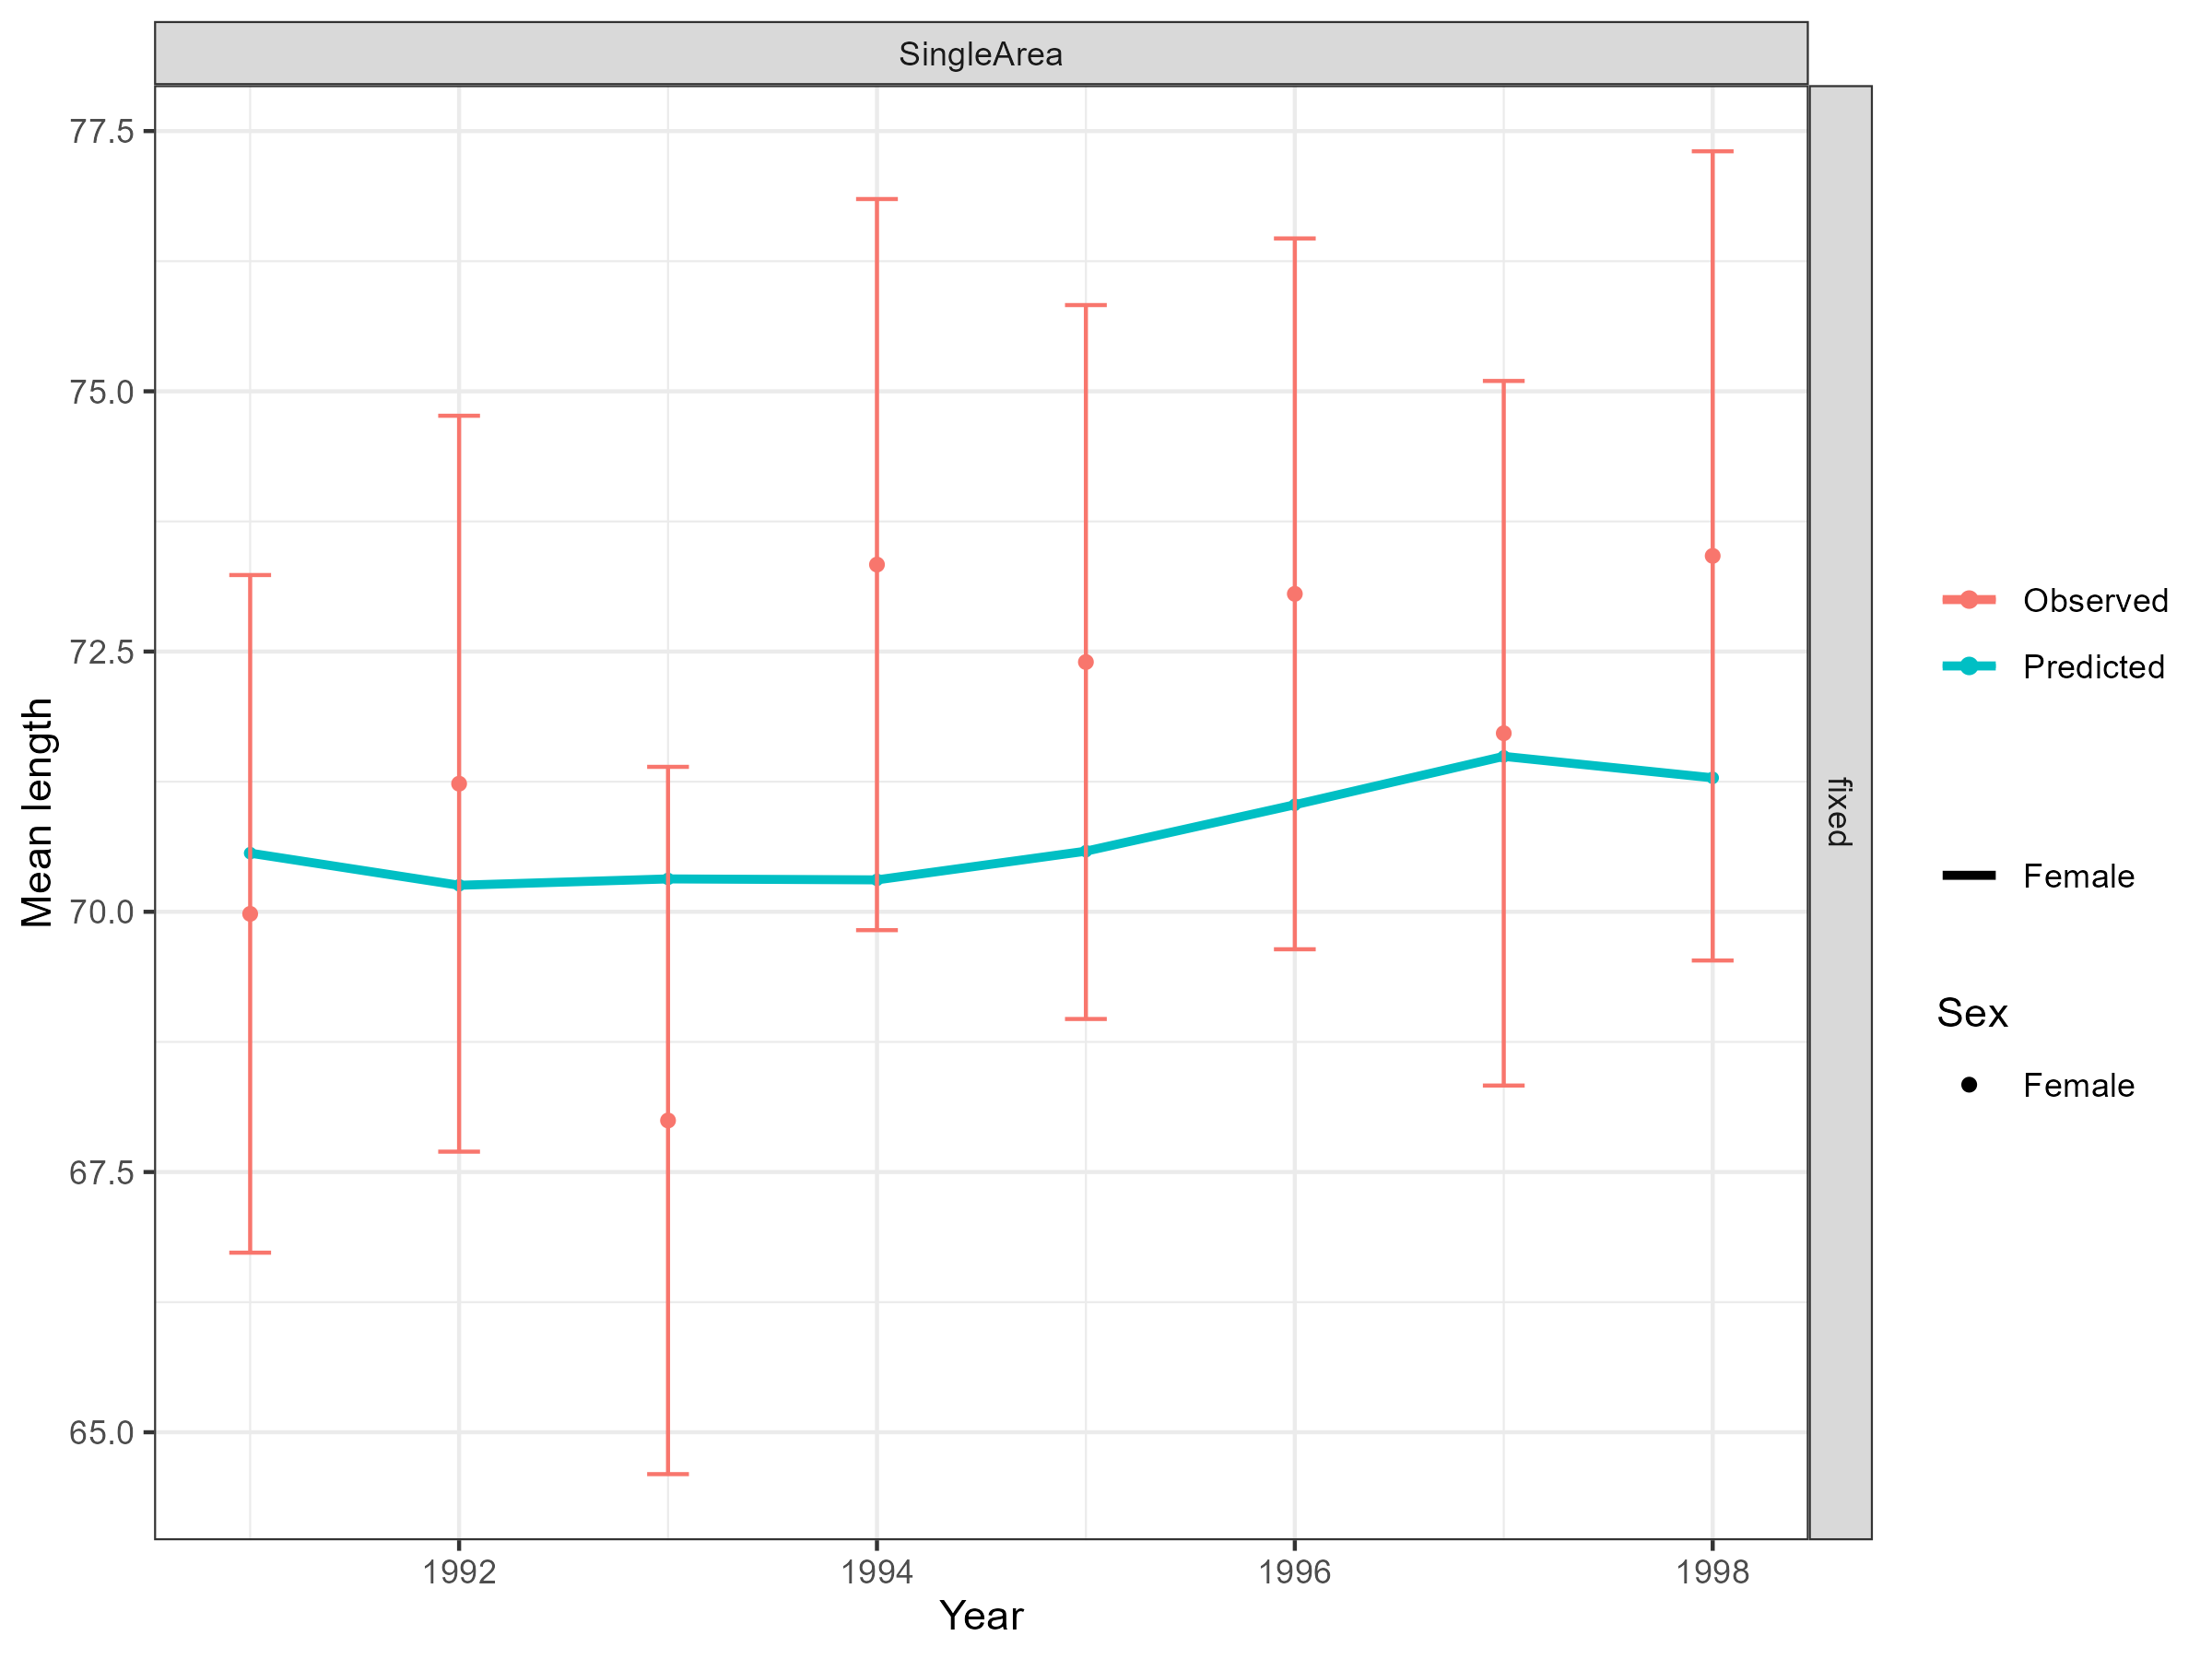 SingleArea
77.5
75.0
72.5
70.0
67.5
65.0
Mean length
1992
1994
1996
1998
Year
fixed
Observed
Predicted
Female
Sex
Female